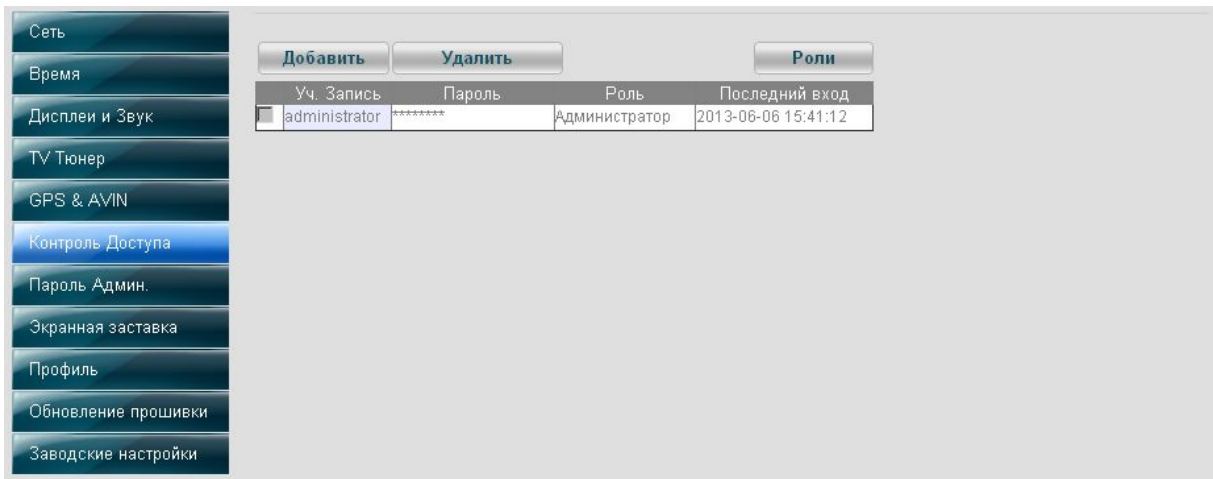 Сеть
Время
Дисплеи и Звук
TV Тюнер
GPS & AVIN
Контроль Доступа
Пароль Админ.
Экранная заставка
Профиль
Обновление прошивки
Заводские настройки
Добавить Удалить Роли
Уч. Запись Пароль Роль Последний вход
administrator ******** Администратор 2013-06-06 15:41:12